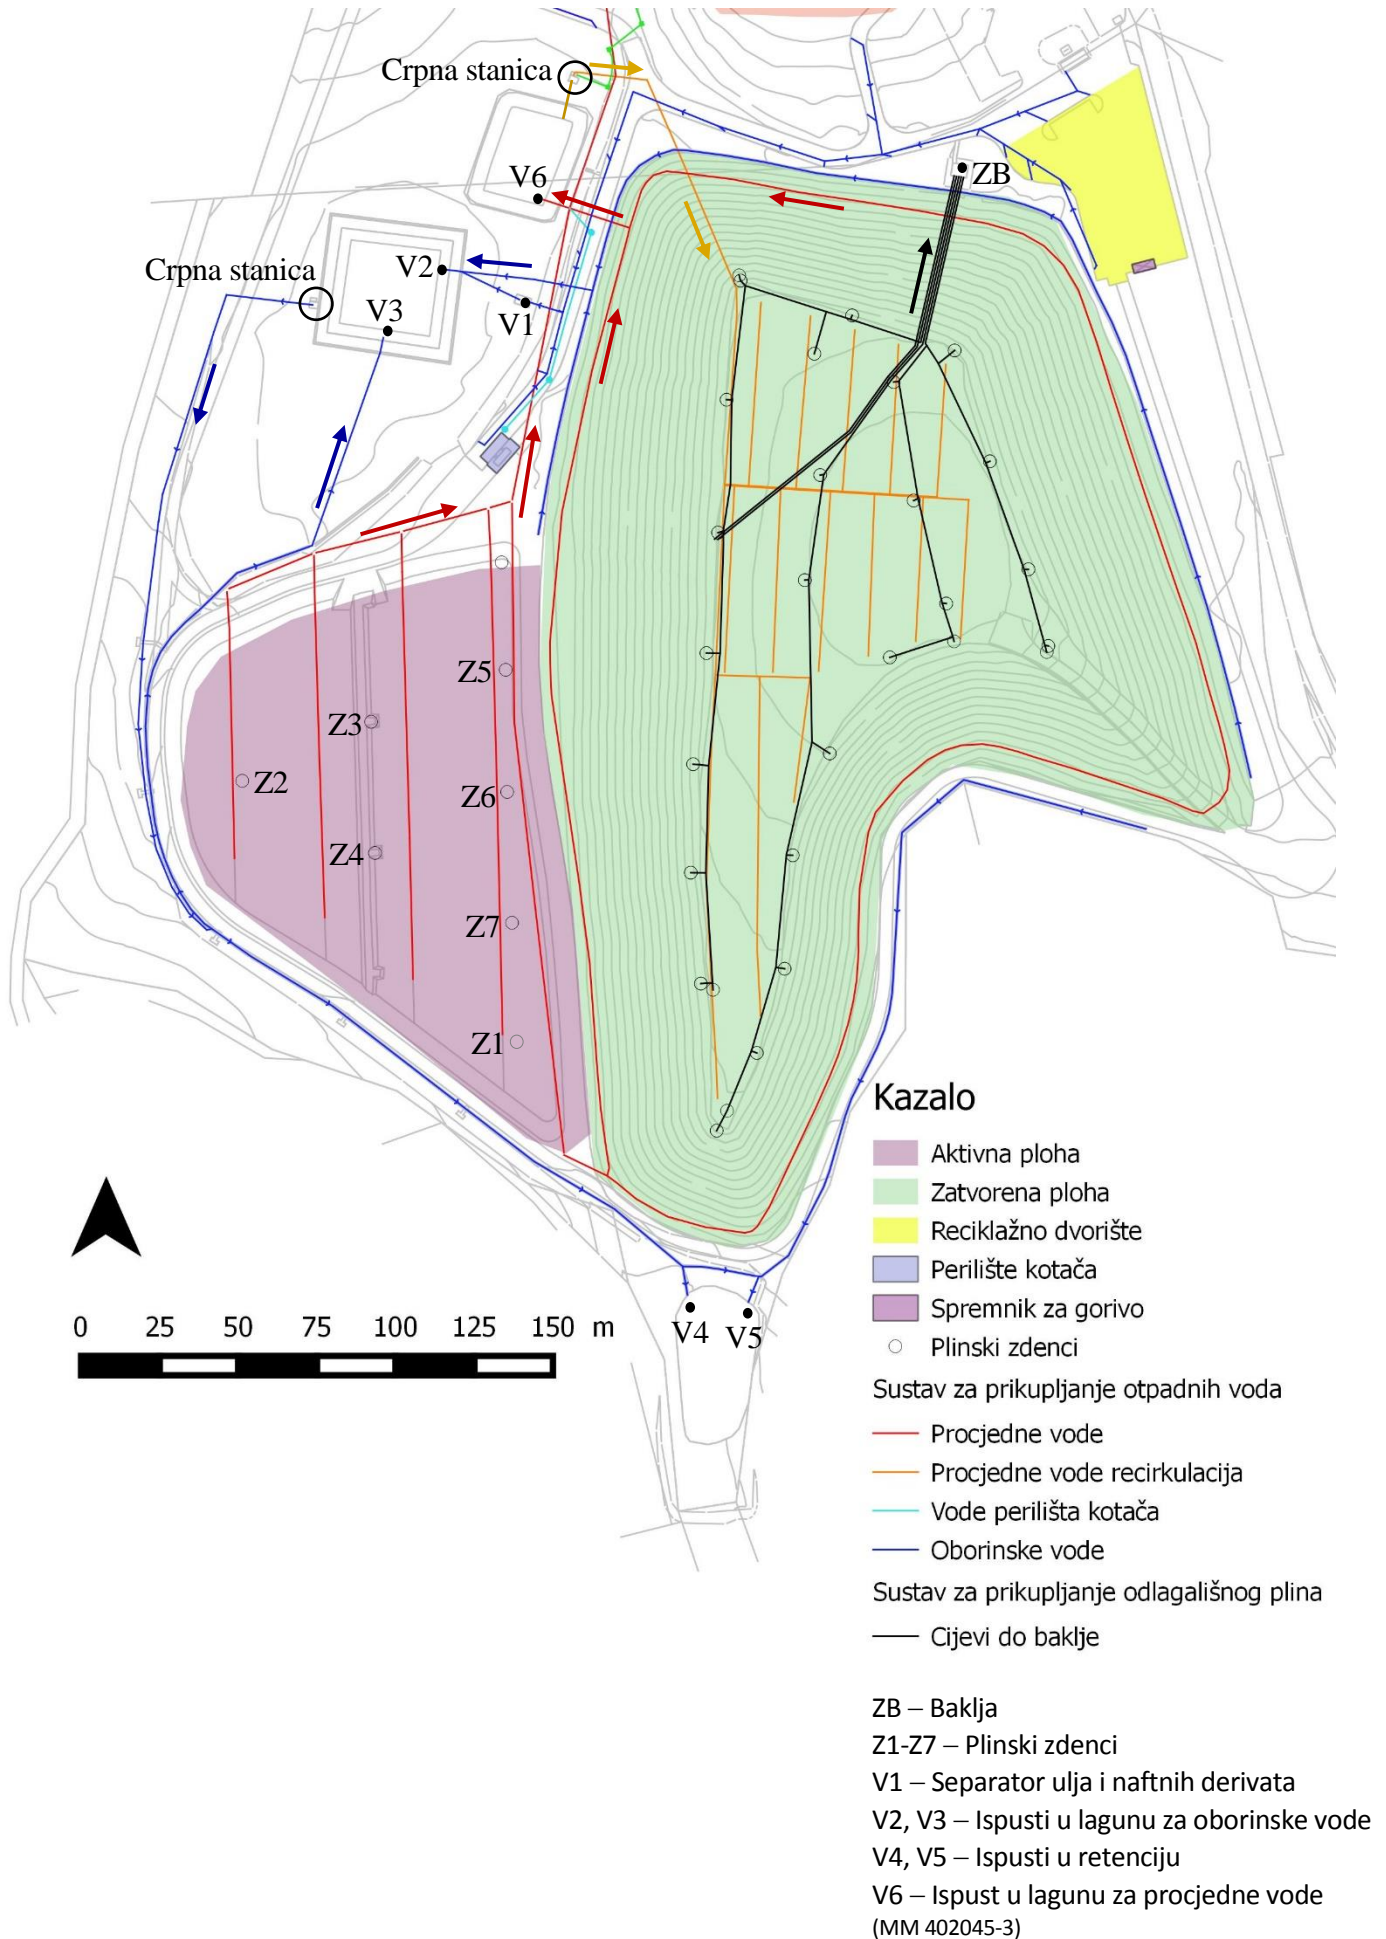 Crpna stanica
ZB
V6
V2
Crpna stanica
V3
V1
Z5
Z3
Z2
Z6
Z4
Z7
Z1
Kazalo
Aktivna ploha
Zatvorena ploha
Reciklažno dvorište
Perilište kotača
Spremnik za gorivo
Plinski zdenci
Sustav za prikupljanje otpadnih voda
Procjedne vode
Procjedne vode recirkulacija
Vode perilišta kotača
Oborinske vode
Sustav za prikupljanje odlagališnog plina
Cijevi do baklje
0 25 50 75 100 125 150 m
V4 V5
ZB – Baklja
Z1-Z7 – Plinski zdenci
V1 – Separator ulja i naftnih derivata
V2, V3 – Ispusti u lagunu za oborinske vode
V4, V5 – Ispusti u retenciju
V6 – Ispust u lagunu za procjedne vode
(MM 402045-3)